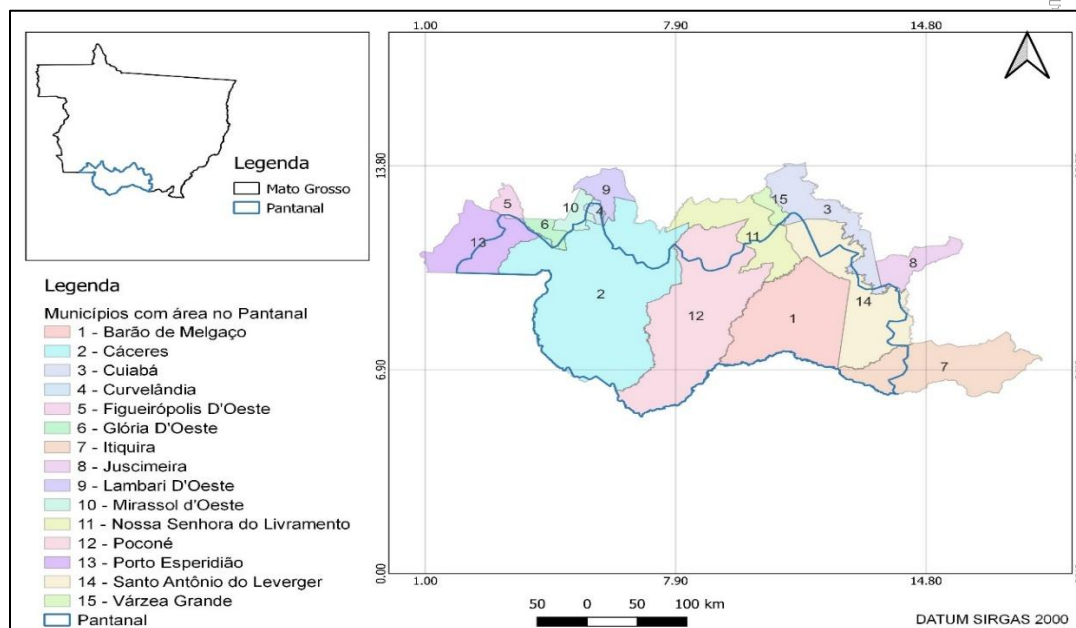 Legenda
Mato Grosso
Pantanal
Legenda
Municípios com área no Pantanal
1 - Barão de Melgaço
2 - Cáceres
3 - Cuiabá
4 - Curvelândia
5 - Figueirópolis D'Oeste
6 - Glória D'Oeste
7 - Itiquira
8 - Juscimeira
9 - Lambari D'Oeste
10 - Mirassol d'Oeste
11 - Nossa Senhora do Livramento
12 - Poconé
13 - Porto Esperidião
14 - Santo Antônio do Leverger
15 - Várzea Grande
Pantanal
1.00 7.90 14.80
13.80
9
15
5
10
4
3
6
13
11
8
2
14
12
1
6.90
7
0.00
1.00 7.90 14.80
50 0 50 100 km
DATUM SIRGAS 2000